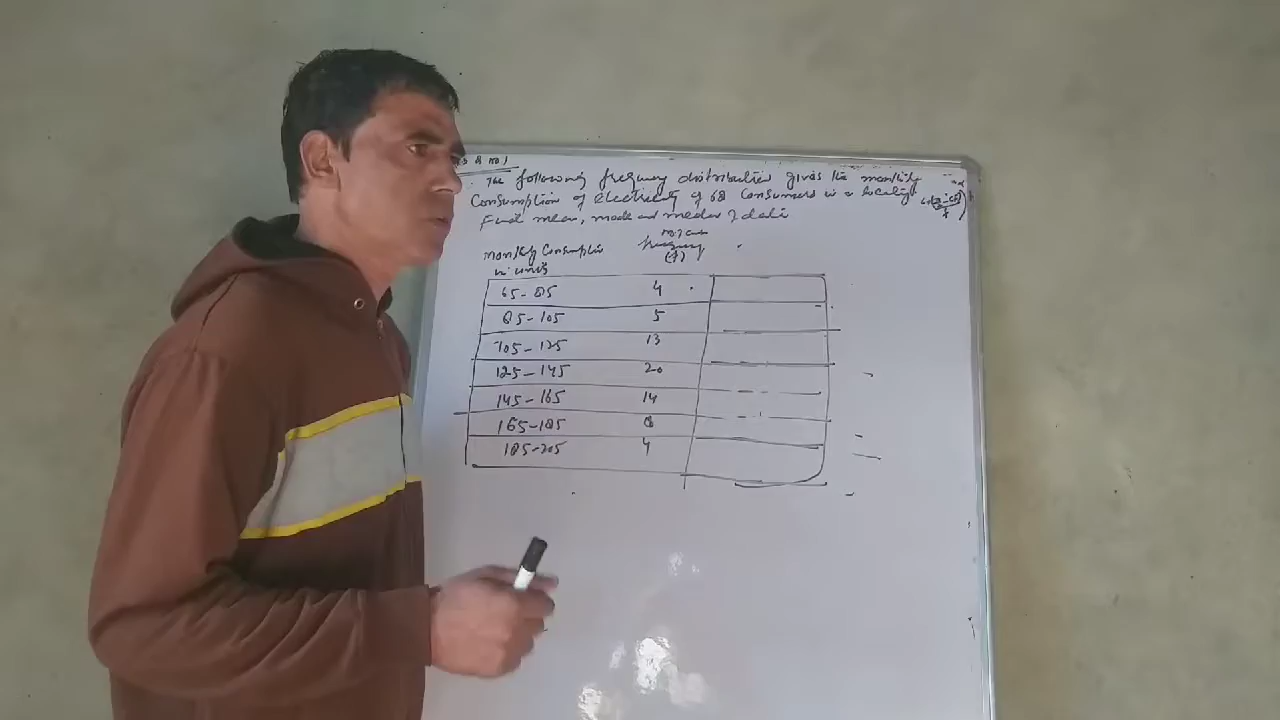 The following frequency distribution gives the monthly
Consumption of electricity of 68 Consumers in a locality
Find mean, mode and median of data
monthly Consumption frequency
in units (f)
65-85 4
85-105 5
105-125 13
125-145 20
145-165 14
165-185 8
185-205 4